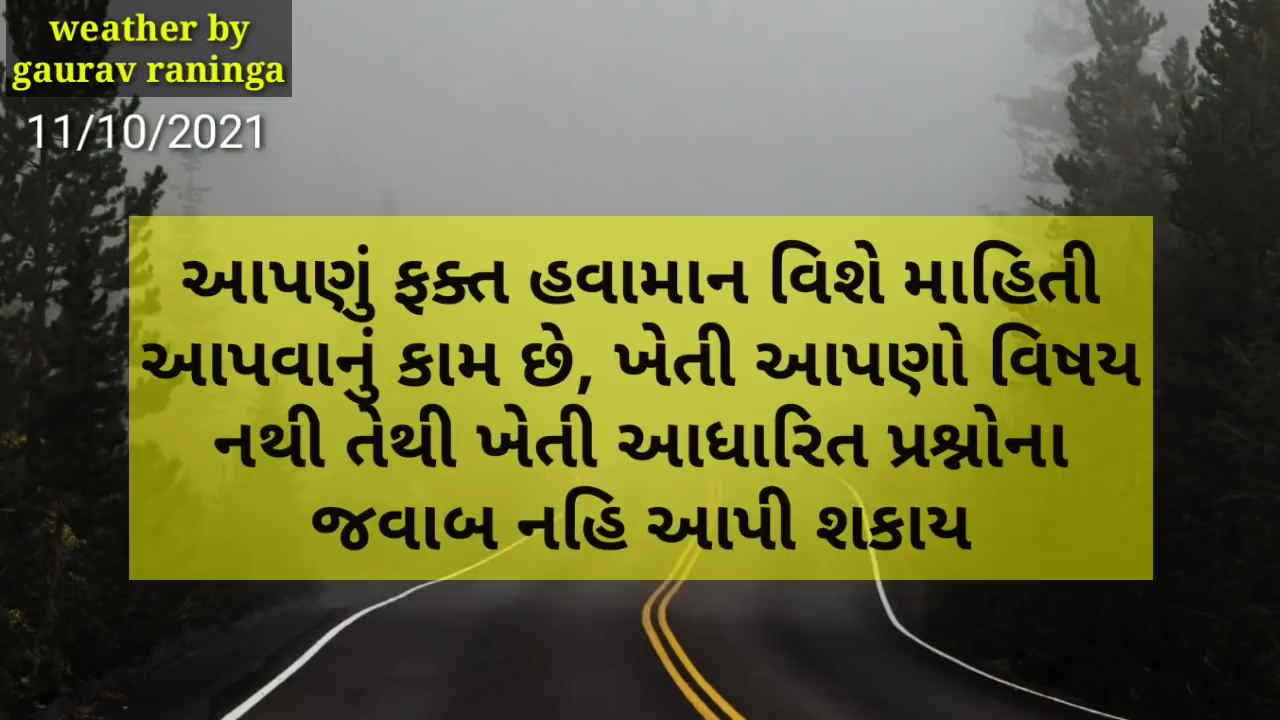 weather by
gaurav raninga
11/10/2021
આપણું ફક્ત હવામાન વિશે માહિતી
આપવાનું કામ છે, ખેતી આપણો વિષય
નથી તેથી ખેતી આધારિત પ્રશ્નોના
જવાબ નહિ આપી શકાય